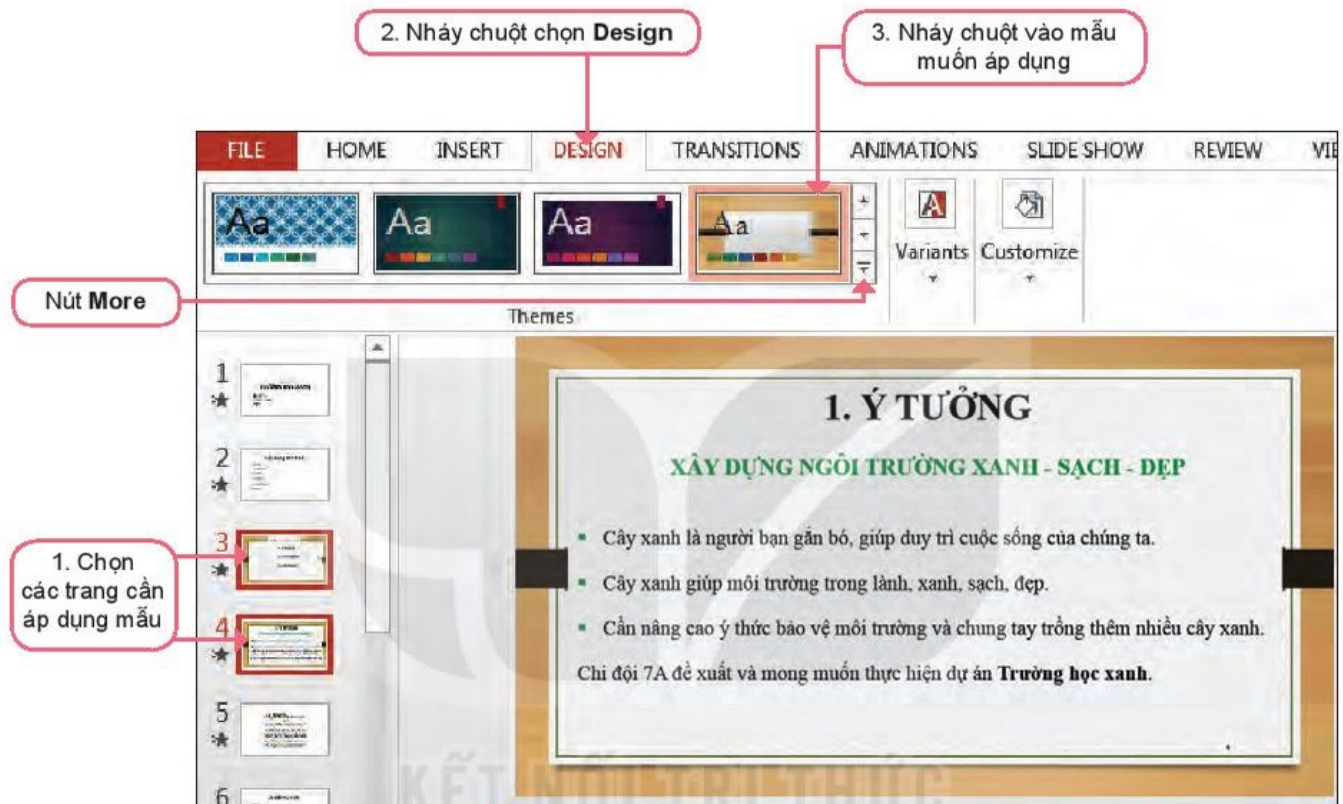 2. Nháy chuột chọn Design
3. Nháy chuột vào mẫu
muốn áp dụng
FILE HOME INSERT DESIGN TRANSITIONS ANIMATIONS SLIDE SHOW REVIEW VIE
Aa Aa Aa Aa
Variants Customize
Nút More
Themes
1
2
3
4
5
6
1. Chọn
các trang cần
áp dụng mẫu
1. Ý TƯỞNG
XÂY DỰNG NGÔI TRƯỜNG XANH - SẠCH - ĐẸP
Cây xanh là người bạn gắn bó, giúp duy trì cuộc sống của chúng ta.
Cây xanh giúp môi trường trong lành, xanh, sạch, đẹp.
Cần nâng cao ý thức bảo vệ môi trường và chung tay trồng thêm nhiều cây xanh.
Chi đội 7A đề xuất và mong muốn thực hiện dự án Trường học xanh.
KẾT NỐI TRI THỨC